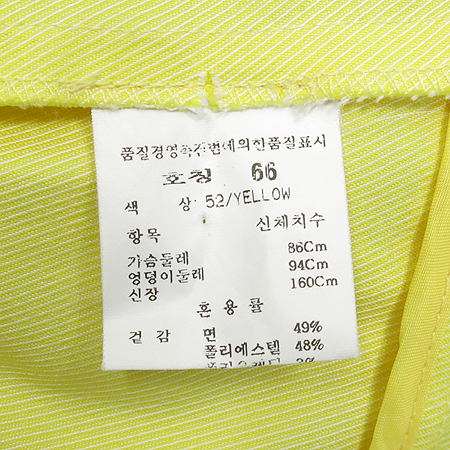 품질경영촉진법에의한품질표시
호칭 66
색 상: 52/YELLOW
항목 신체치수
가슴둘레 86Cm
엉덩이둘레 94Cm
신장 160Cm
혼용률
겉감 면 49%
폴리에스텔 48%